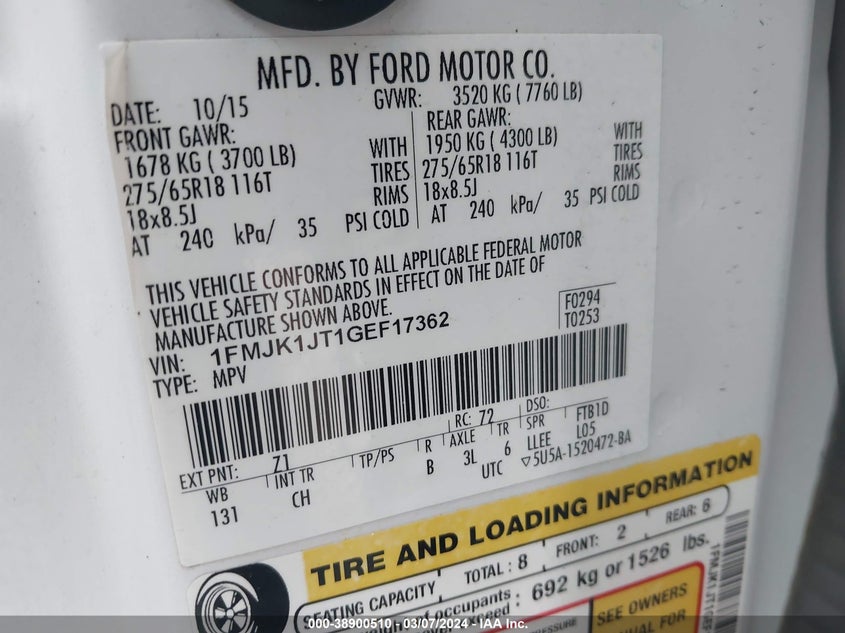 MFD. BY FORD MOTOR CO.
DATE: 10/15 GVWR: 3520 KG ( 7760 LB)
FRONT GAWR: REAR GAWR:
1678 KG ( 3700 LB) WITH 1950 KG ( 4300 LB) WITH
275/65R18 116T TIRES 275/65R18 116T TIRES
18x8.5J RIMS 18x8.5J RIMS
AT 240 kPa/ 35 PSI COLD AT 240 kPa/ 35 PSI COLD
THIS VEHICLE CONFORMS TO ALL APPLICABLE FEDERAL MOTOR
VEHICLE SAFETY STANDARDS IN EFFECT ON THE DATE OF
MANUFACTURE SHOWN ABOVE.
F0294
T0253
VIN: 1FMJK1JT1GEF17362
TYPE: MPV
EXT PNT: Z1 RC: 72 DSO:
WB INT TR TP/PS R AXLE TR SPR FTB1D
131 CH B 3L 6 LLEE L05
UTC ▽5U5A-1520472-BA
TIRE AND LOADING INFORMATION
SEATING CAPACITY TOTAL : 8 FRONT: 2 REAR: 6
occupants : 692 kg or 1526 lbs.
SEE OWNERS
MANUAL FOR
000-38900510 - 03/07/2024 - IAA Inc.